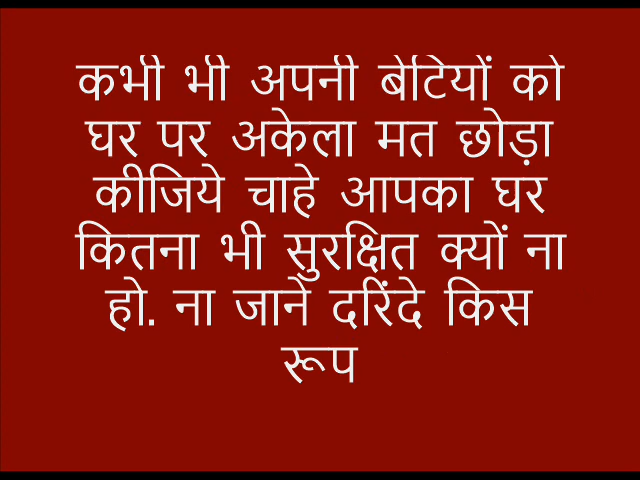 कभी भी अपनी बेटियों को
घर पर अकेला मत छोड़ा
कीजिये चाहे आपका घर
कितना भी सुरक्षित क्यों ना
हो. ना जाने दरिंदे किस
रूप